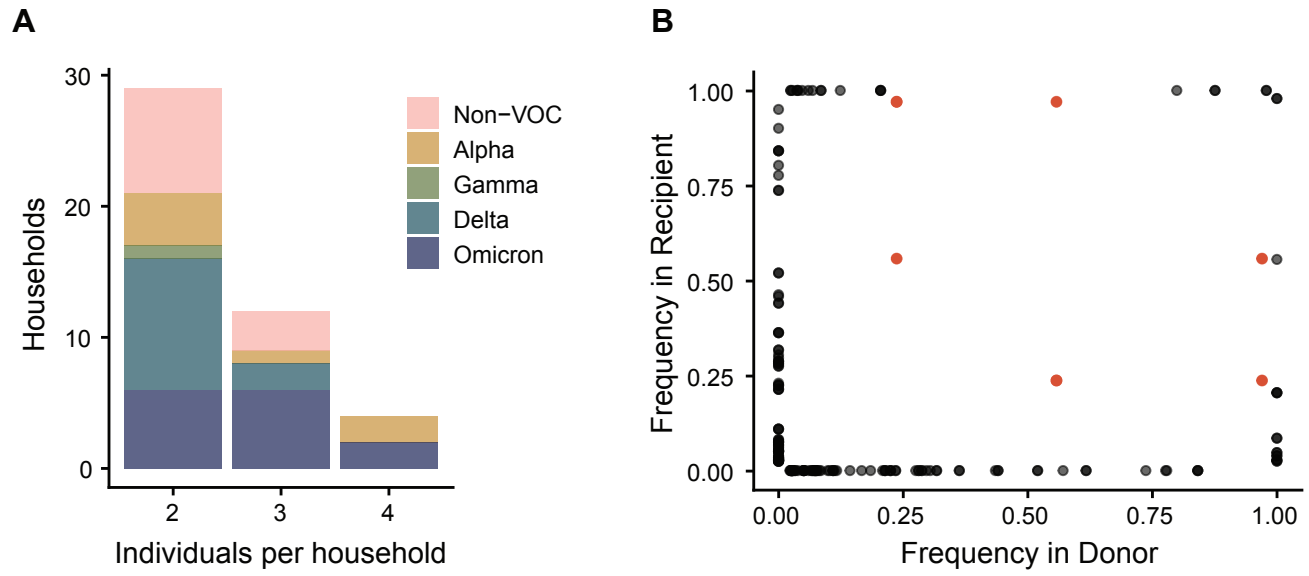 A
30
20
10
0
Households
2
3
4
Individuals per household
Non−VOC
Alpha
Gamma
Delta
Omicron
B
1.00
0.75
0.50
0.25
0.00
Frequency in Recipient
0.00
0.25
0.50
0.75
1.00
Frequency in Donor